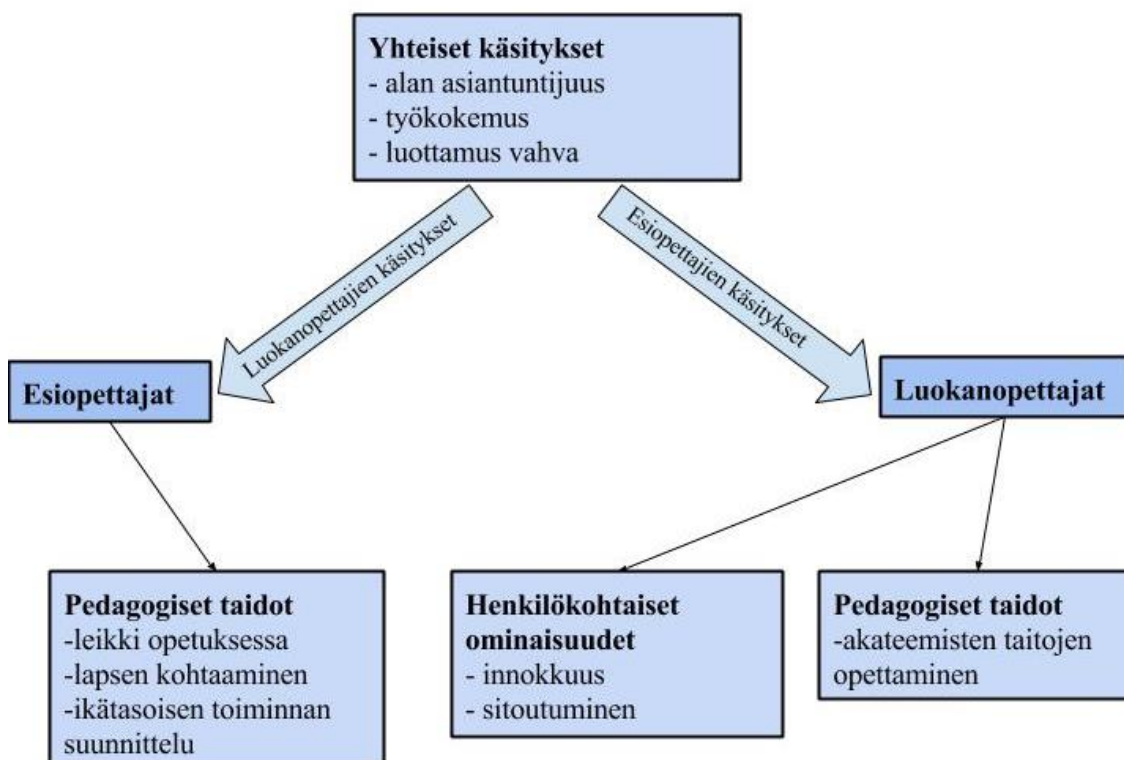 Yhteiset käsitykset
- alan asiantuntijuus
- työkokemus
- luottamus vahva
Luokanopettajien käsitykset
Esiopettajien käsitykset
Esiopettajat
Luokanopettajat
Pedagogiset taidot
-leikki opetuksessa
-lapsen kohtaaminen
-ikätasoisen toiminnan
suunnittelu
Henkilökohtaiset
ominaisuudet
- innokkuus
- sitoutuminen
Pedagogiset taidot
-akateemisten taitojen
opettaminen